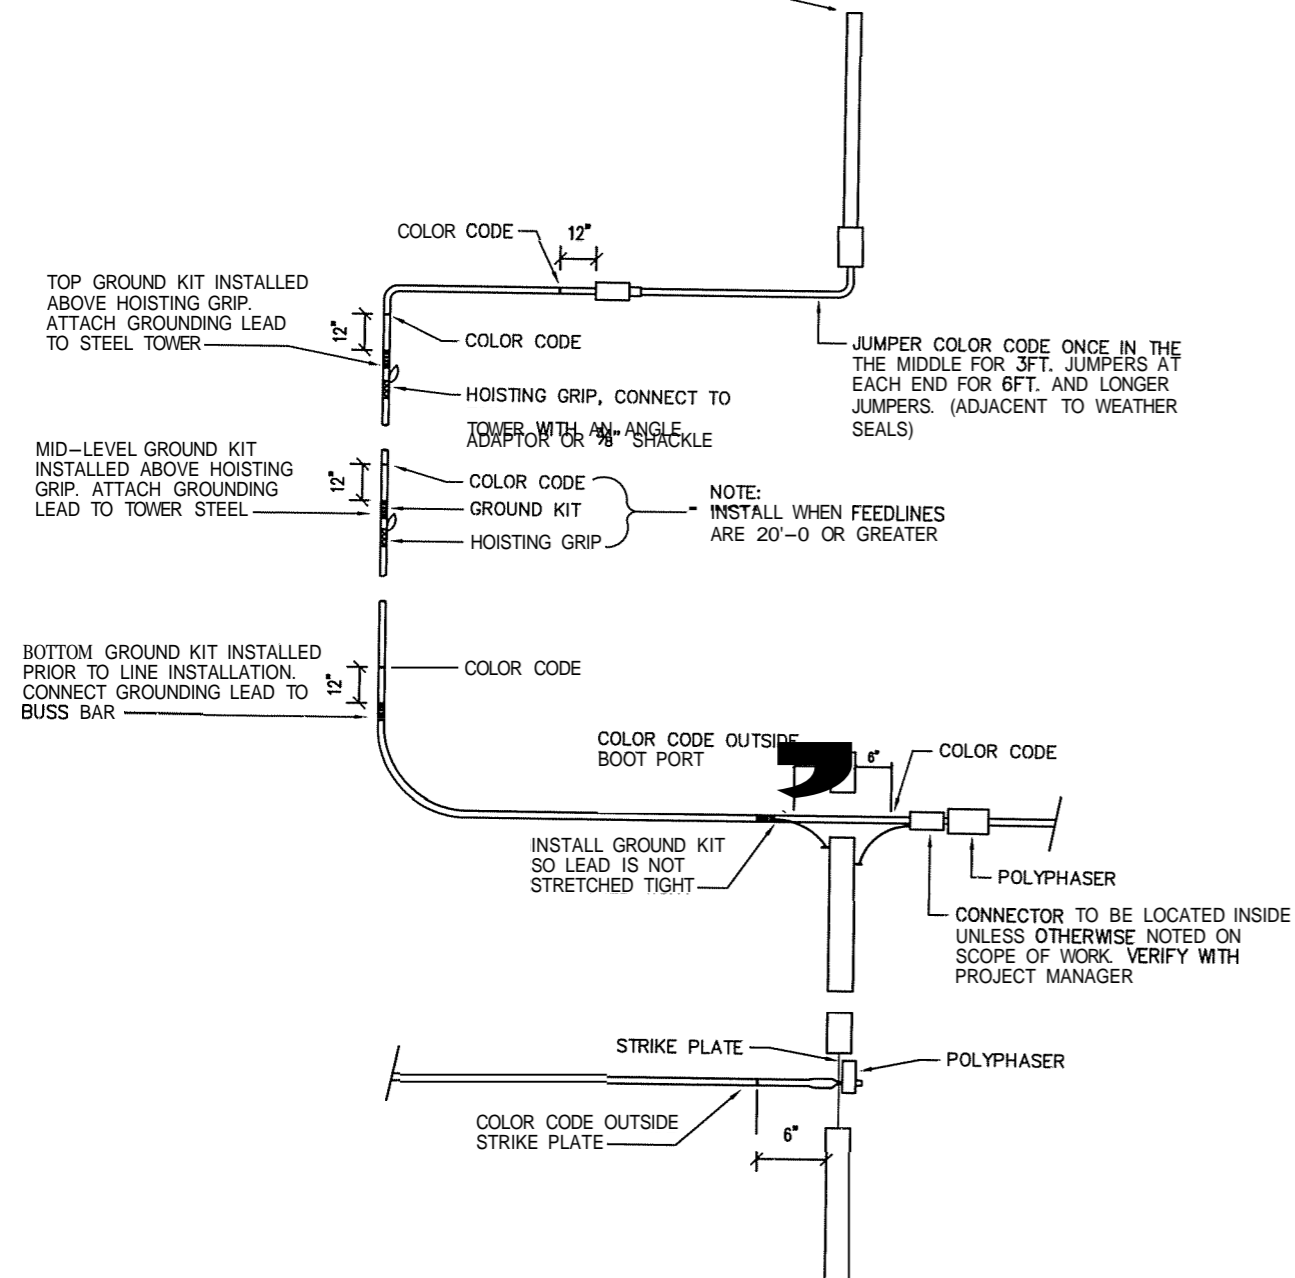 COLOR CODE
12"
TOP GROUND KIT INSTALLED
ABOVE HOISTING GRIP.
ATTACH GROUNDING LEAD
TO STEEL TOWER
12"
COLOR CODE
JUMPER COLOR CODE ONCE IN THE
THE MIDDLE FOR 3FT. JUMPERS AT
EACH END FOR 6FT. AND LONGER
JUMPERS. (ADJACENT TO WEATHER
SEALS)
HOISTING GRIP, CONNECT TO
TOWER WITH AN ANGLE
ADAPTOR OR SHACKLE
MID-LEVEL GROUND KIT
INSTALLED ABOVE HOISTING
GRIP. ATTACH GROUNDING
LEAD TO TOWER STEEL
12"
COLOR CODE
GROUND KIT
HOISTING GRIP
NOTE:
INSTALL WHEN FEEDLINES
ARE 20'-0 OR GREATER
BOTTOM GROUND KIT INSTALLED
PRIOR TO LINE INSTALLATION.
CONNECT GROUNDING LEAD TO
BUSS BAR
12"
COLOR CODE
COLOR CODE OUTSIDE
BOOT PORT
6"
COLOR CODE
INSTALL GROUND KIT
SO LEAD IS NOT
STRETCHED TIGHT
POLYPHASER
CONNECTOR TO BE LOCATED INSIDE
UNLESS OTHERWISE NOTED ON
SCOPE OF WORK. VERIFY WITH
PROJECT MANAGER
STRIKE PLATE
POLYPHASER
COLOR CODE OUTSIDE
STRIKE PLATE
6"